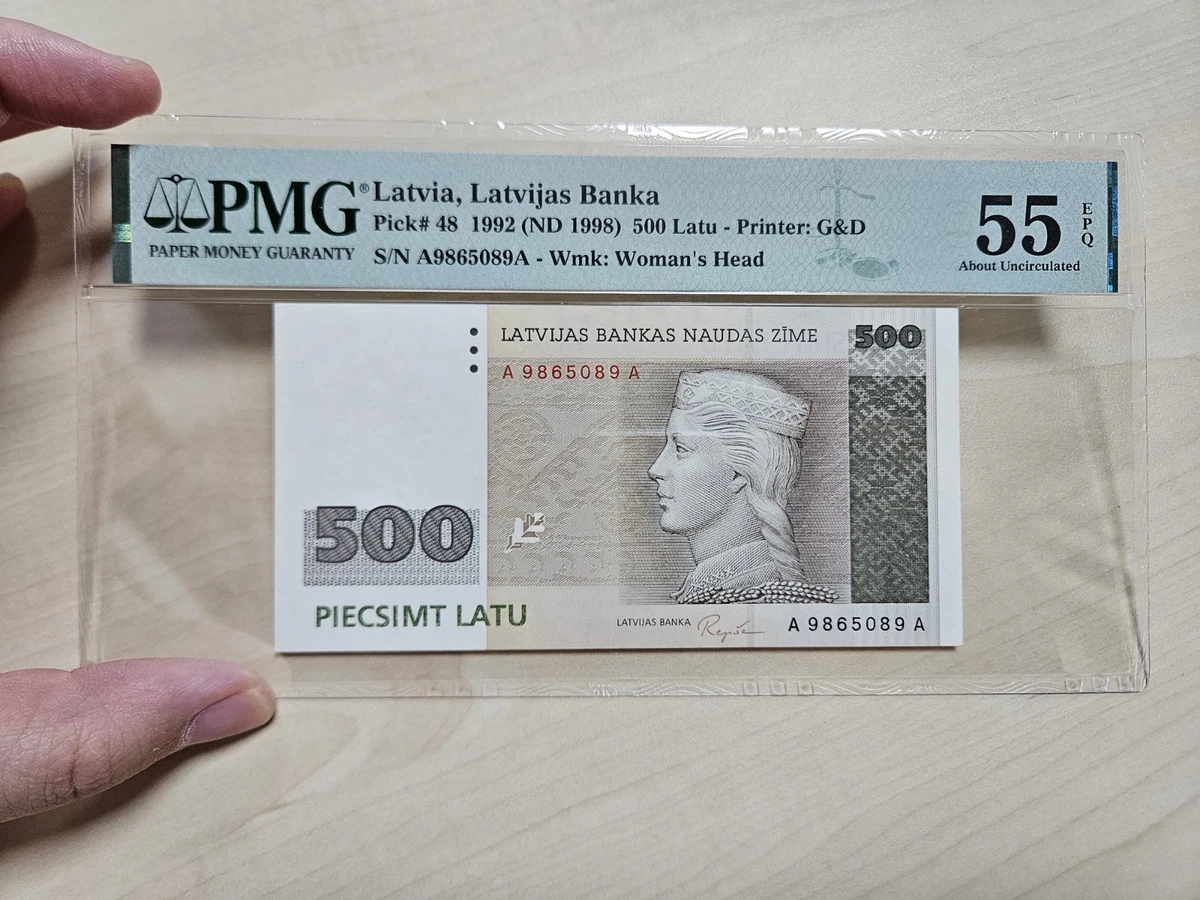 PMG®
PAPER MONEY GUARANTY
Latvia, Latvijas Banka
Pick# 48 1992 (ND 1998) 500 Latu - Printer: G&D
S/N A9865089A - Wmk: Woman's Head
55
EPQ
About Uncirculated
LATVIJAS BANKAS NAUDAS ZĪME
500
A 9865089 A
500
PIECSIMT LATU
LATVIJAS BANKA
Repše
A 9865089 A